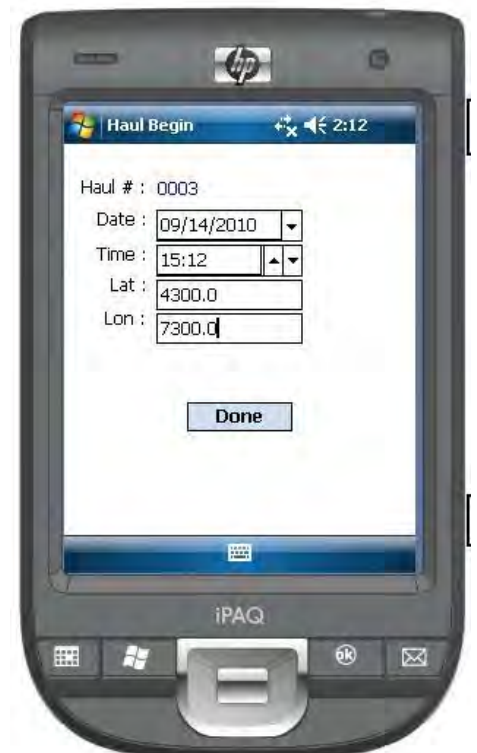 hp
Haul Begin 2:12
Haul # : 0003
Date : 09/14/2010
Time : 15:12
Lat : 4300.0
Lon : 7300.0
Done
iPAQ
ok